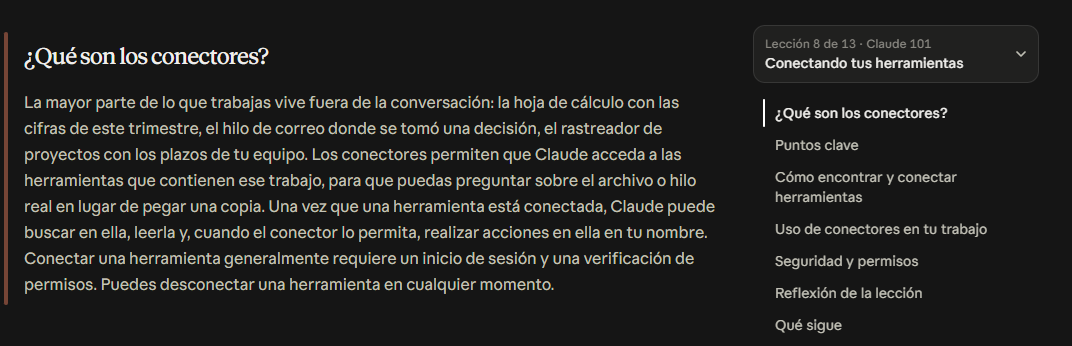 ¿Qué son los conectores?
La mayor parte de lo que trabajas vive fuera de la conversación: la hoja de cálculo con las
cifras de este trimestre, el hilo de correo donde se tomó una decisión, el rastreador de
proyectos con los plazos de tu equipo. Los conectores permiten que Claude acceda a las
herramientas que contienen ese trabajo, para que puedas preguntar sobre el archivo o hilo
real en lugar de pegar una copia. Una vez que una herramienta está conectada, Claude puede
buscar en ella, leerla y, cuando el conector lo permita, realizar acciones en ella en tu nombre.
Conectar una herramienta generalmente requiere un inicio de sesión y una verificación de
permisos. Puedes desconectar una herramienta en cualquier momento.
Lección 8 de 13 · Claude 101
Conectando tus herramientas
¿Qué son los conectores?
Puntos clave
Cómo encontrar y conectar
herramientas
Uso de conectores en tu trabajo
Seguridad y permisos
Reflexión de la lección
Qué sigue